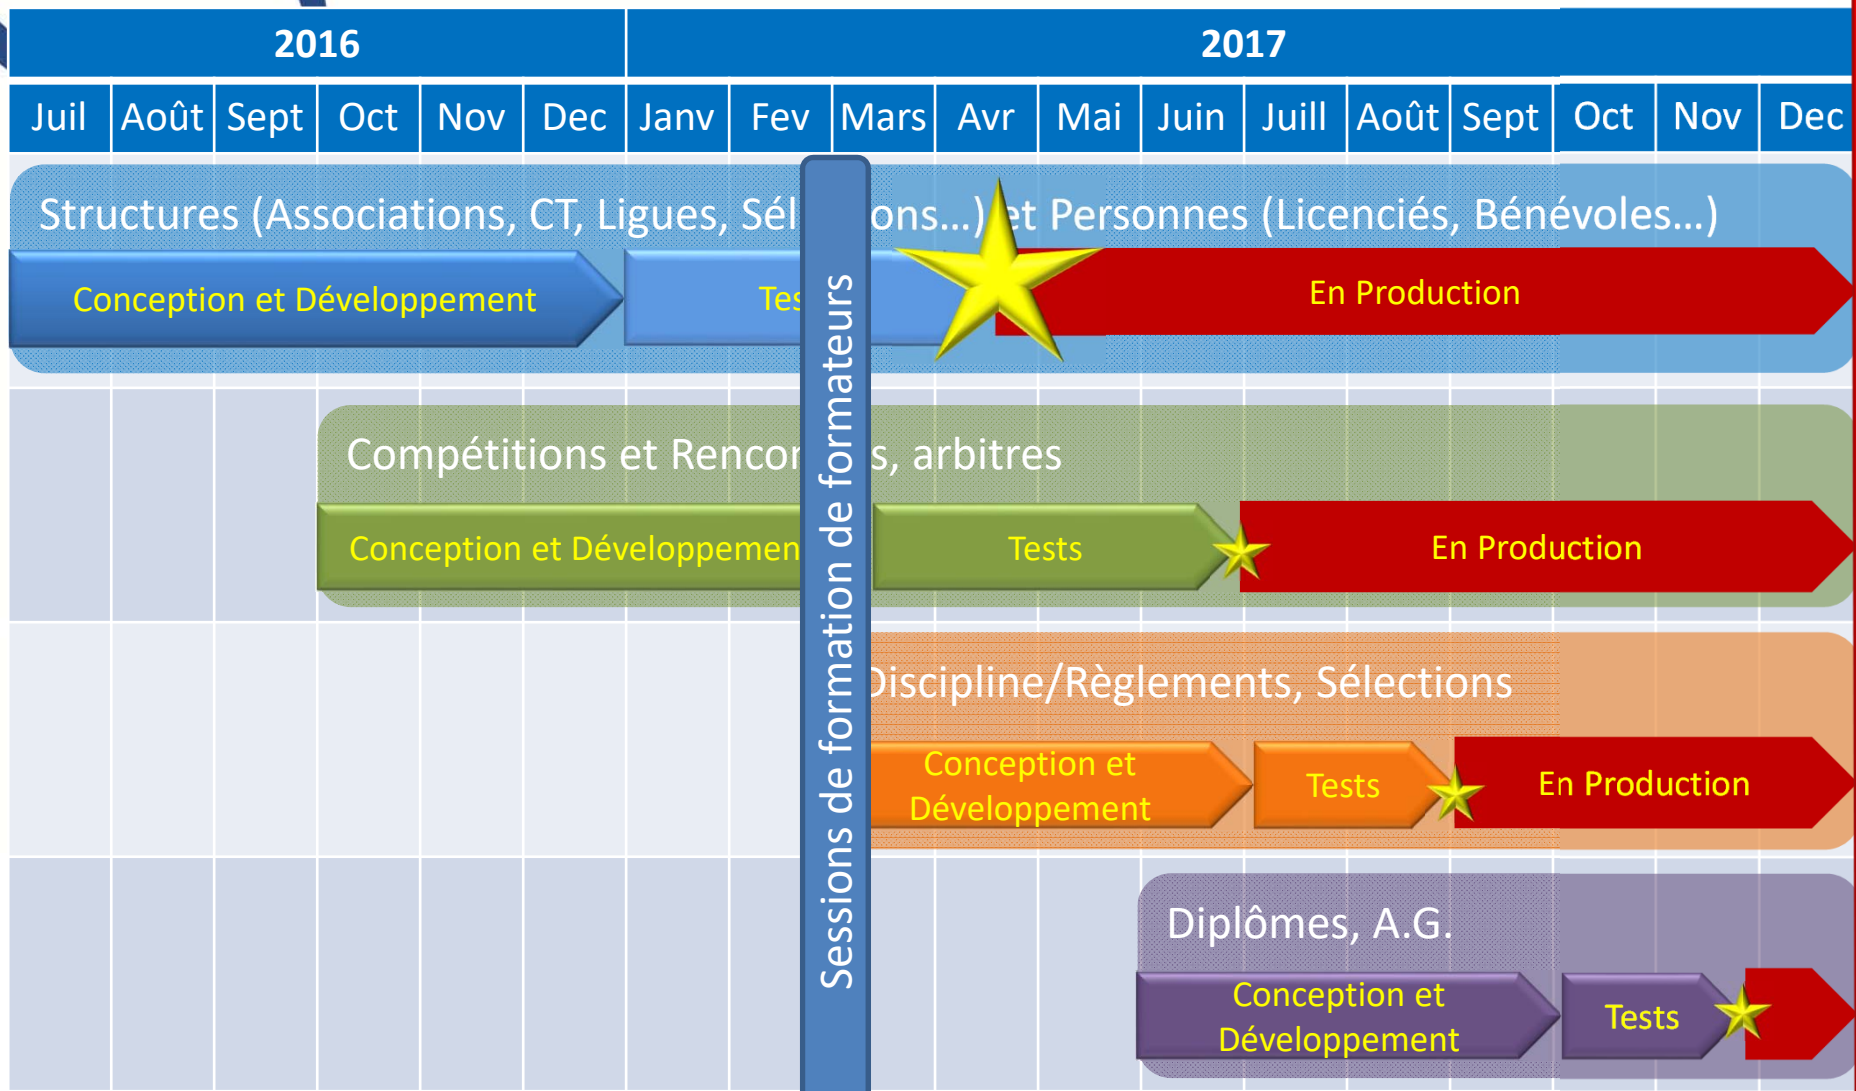 2016
2017
Juil Août Sept Oct Nov Dec Janv Fev Mars Avr Mai Juin Juill Août Sept Oct Nov Dec
Structures (Associations, CT, Ligues, Sél ons...) et Personnes (Licenciés, Bénévoles...)
Conception et Développement
Tes
En Production
Sessions de formation de formateurs
Compétitions et Rencon s, arbitres
Conception et Développemen
Tests
En Production
Discipline/Règlements, Sélections
Conception et
Développement
Tests
En Production
Diplômes, A.G.
Conception et
Développement
Tests